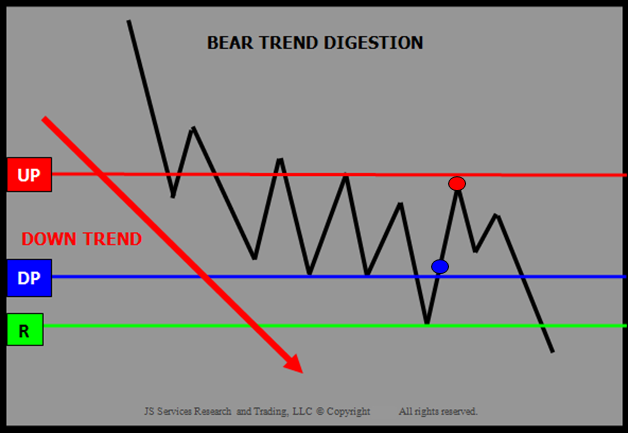 BEAR TREND DIGESTION
UP
DOWN TREND
DP
R
JS Services Research and Trading, LLC © Copyright All rights reserved.